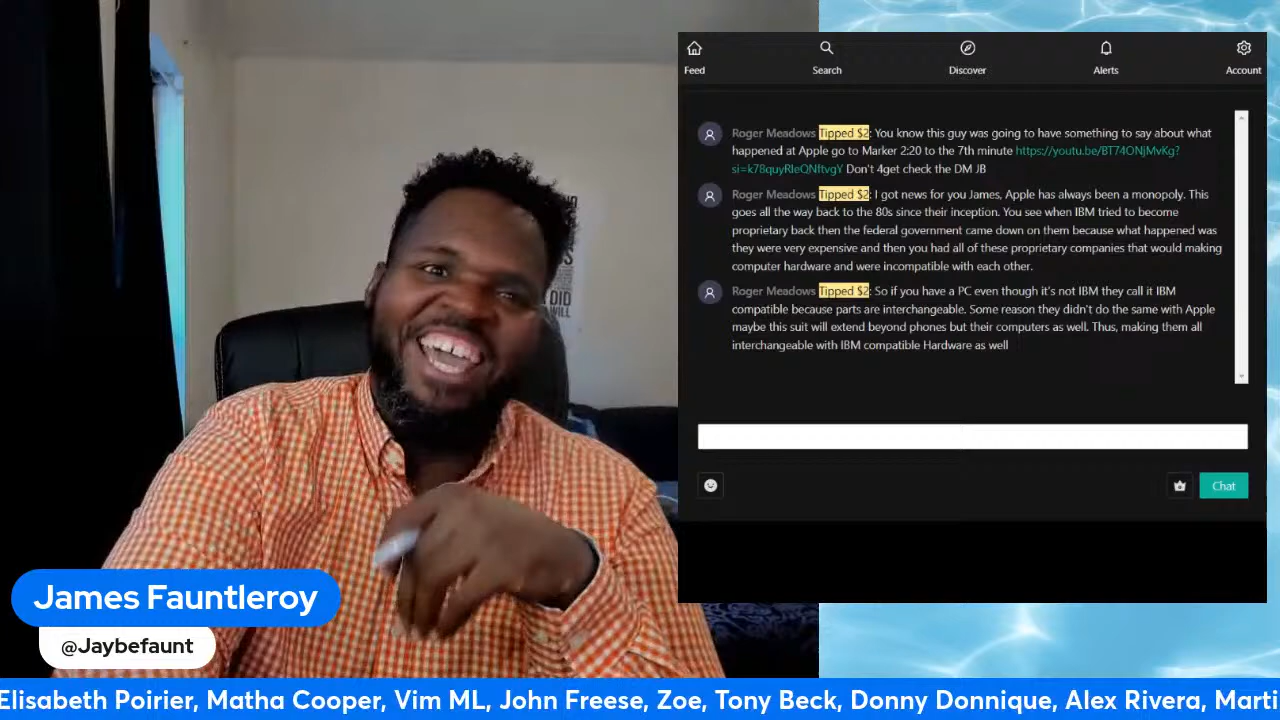 Feed
Search
Discover
Alerts
Account
Roger Meadows Tipped $2: You know this guy was going to have something to say about what
happened at Apple go to Marker 2:20 to the 7th minute https://youtu.be/BT74ONjMvKg?
si=k78quyRleQNItvgY Don't 4get check the DM JB
Roger Meadows Tipped $2: I got news for you James, Apple has always been a monopoly. This
goes all the way back to the 80s since their inception. You see when IBM tried to become
proprietary back then the federal government came down on them because what happened was
they were very expensive and then you had all of these proprietary companies that would making
computer hardware and were incompatible with each other.
Roger Meadows Tipped $2: So if you have a PC even though it's not IBM they call it IBM
compatible because parts are interchangeable. Some reason they didn't do the same with Apple
maybe this suit will extend beyond phones but their computers as well. Thus, making them all
interchangeable with IBM compatible Hardware as well
Chat
DID
James Fauntleroy
@Jaybefaunt
Elisabeth Poirier, Matha Cooper, Vim ML, John Freese, Zoe, Tony Beck, Donny Donnique, Alex Rivera, Marti